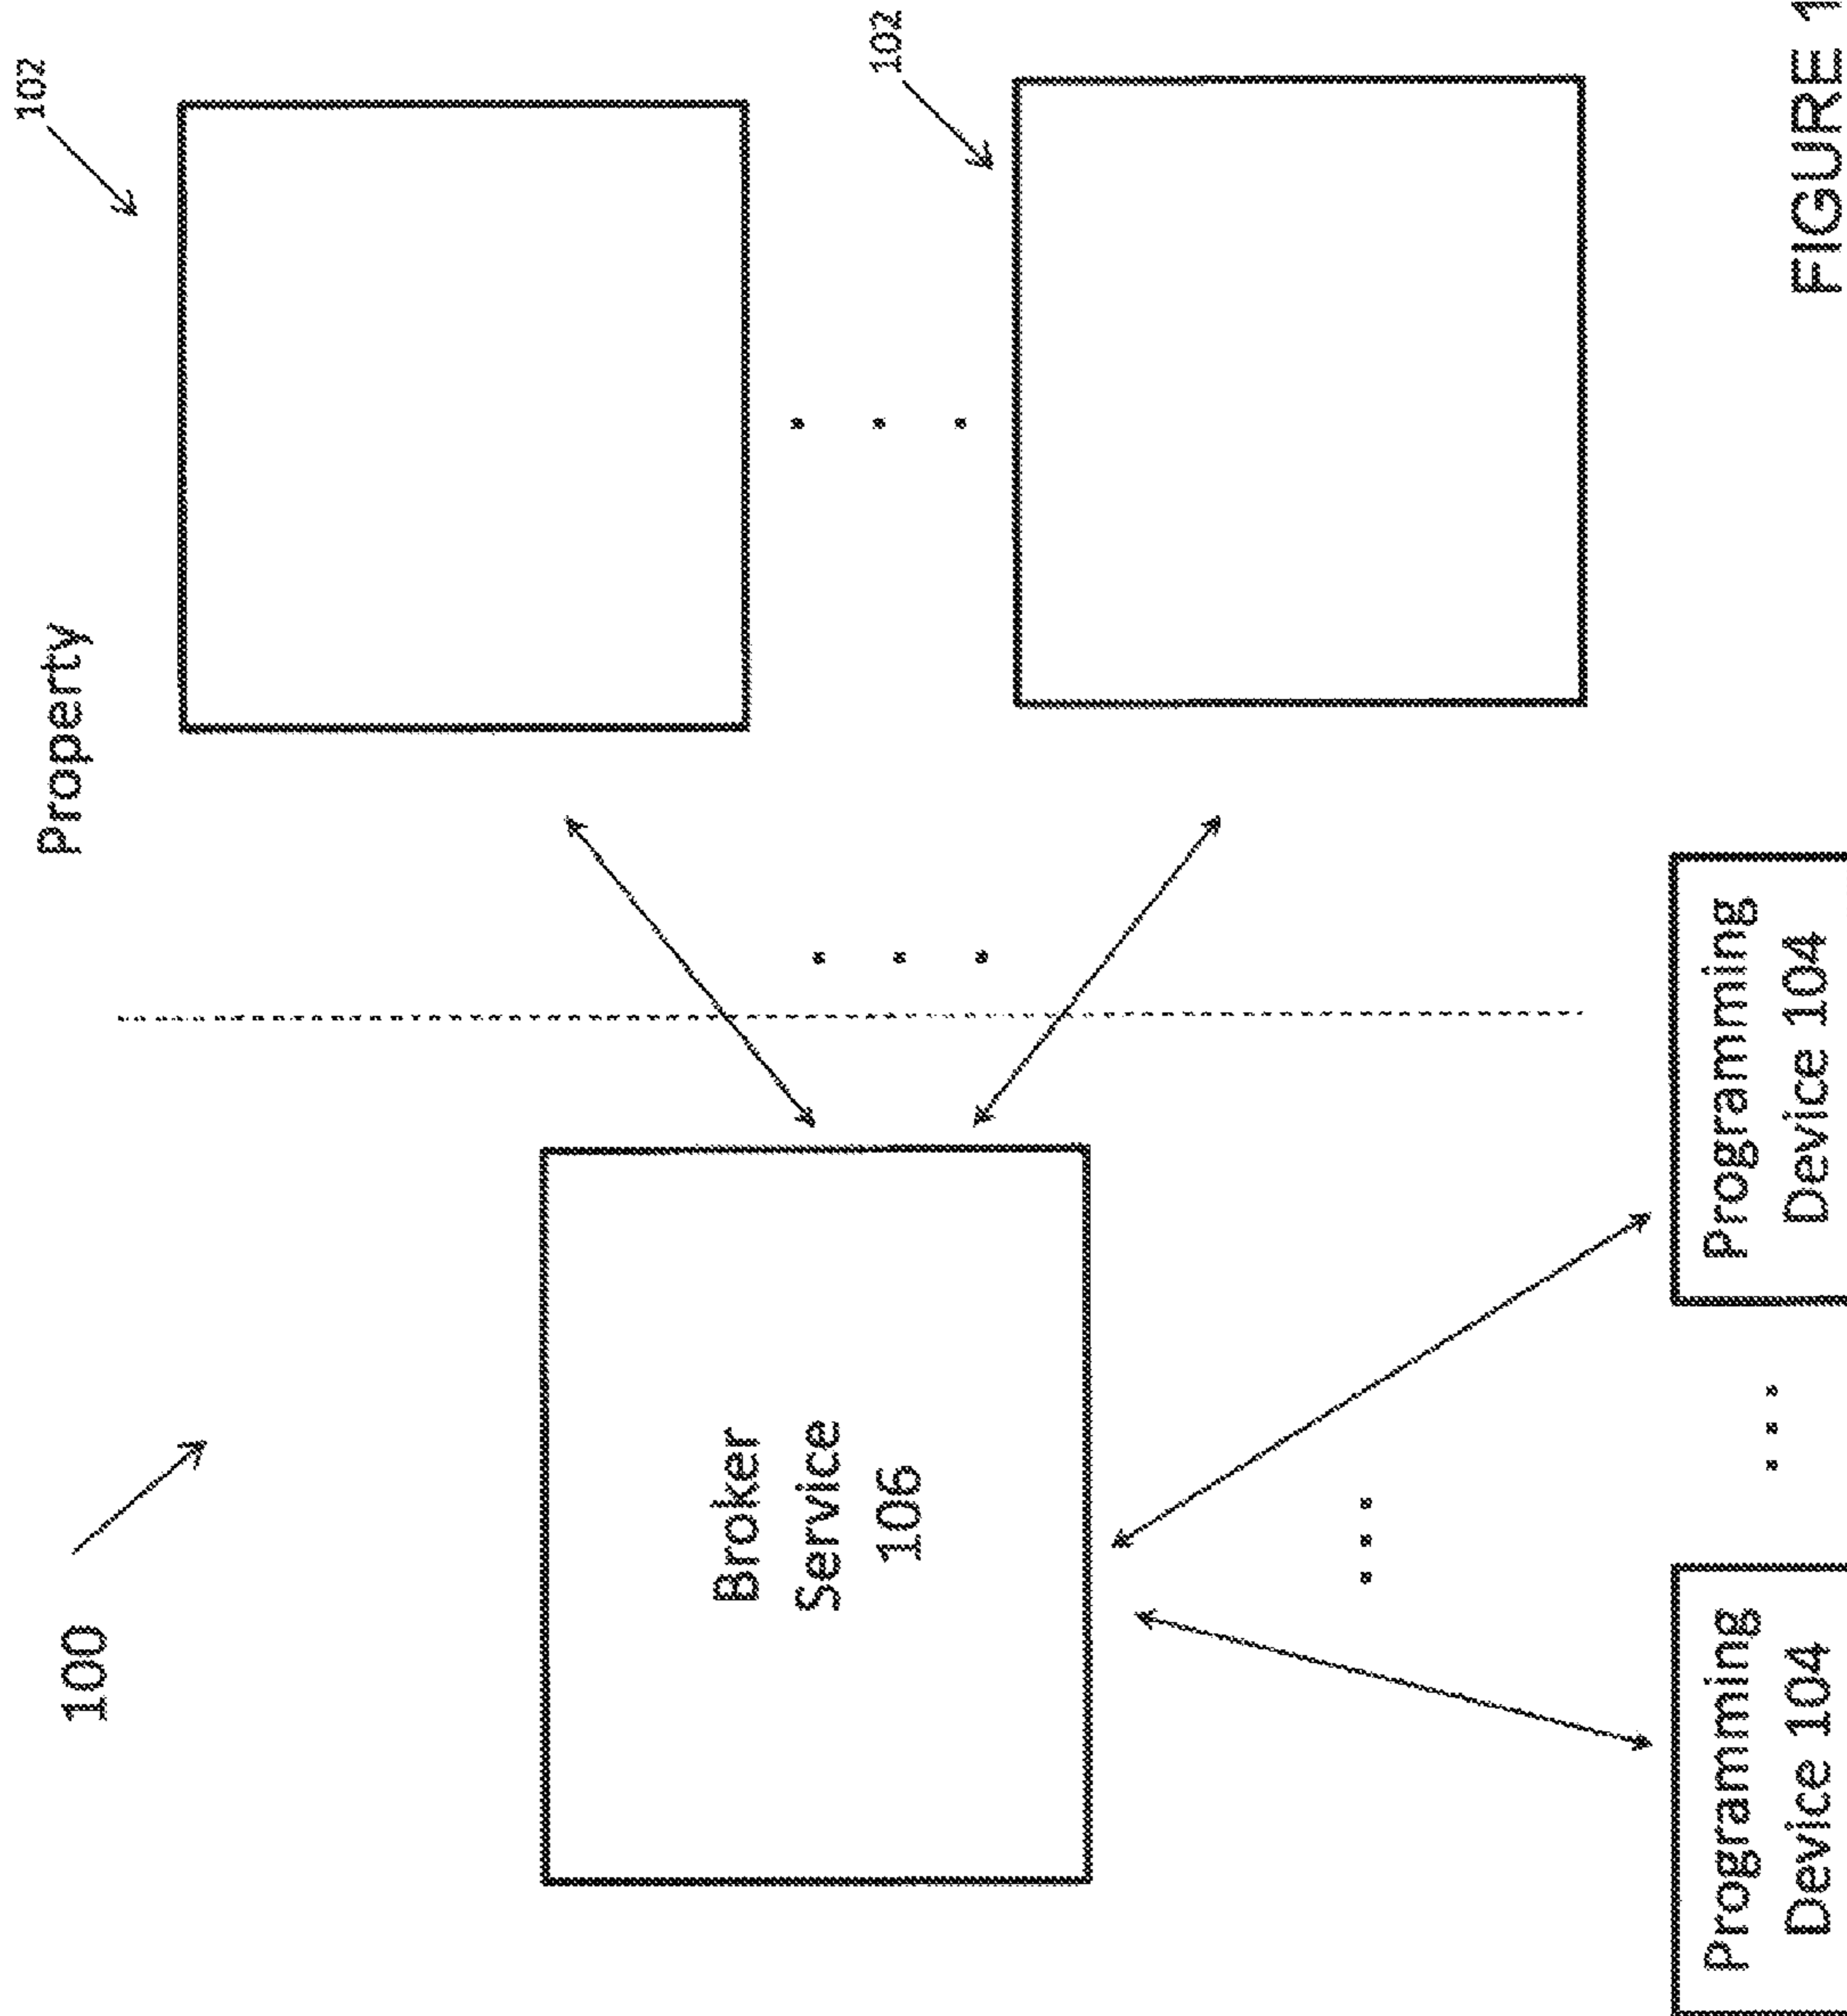 100
Property
102
102
Broker
Service
106
Programming
Device 104
Programming
Device 104
FIGURE 1